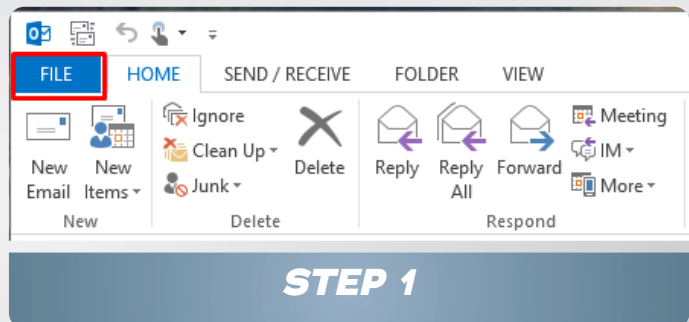 FILE HOME SEND / RECEIVE FOLDER VIEW
New Email
New Items
New
Ignore
Clean Up
Junk
Delete
Delete
Reply
Reply All
Forward
Meeting
IM
More
Respond
STEP 1